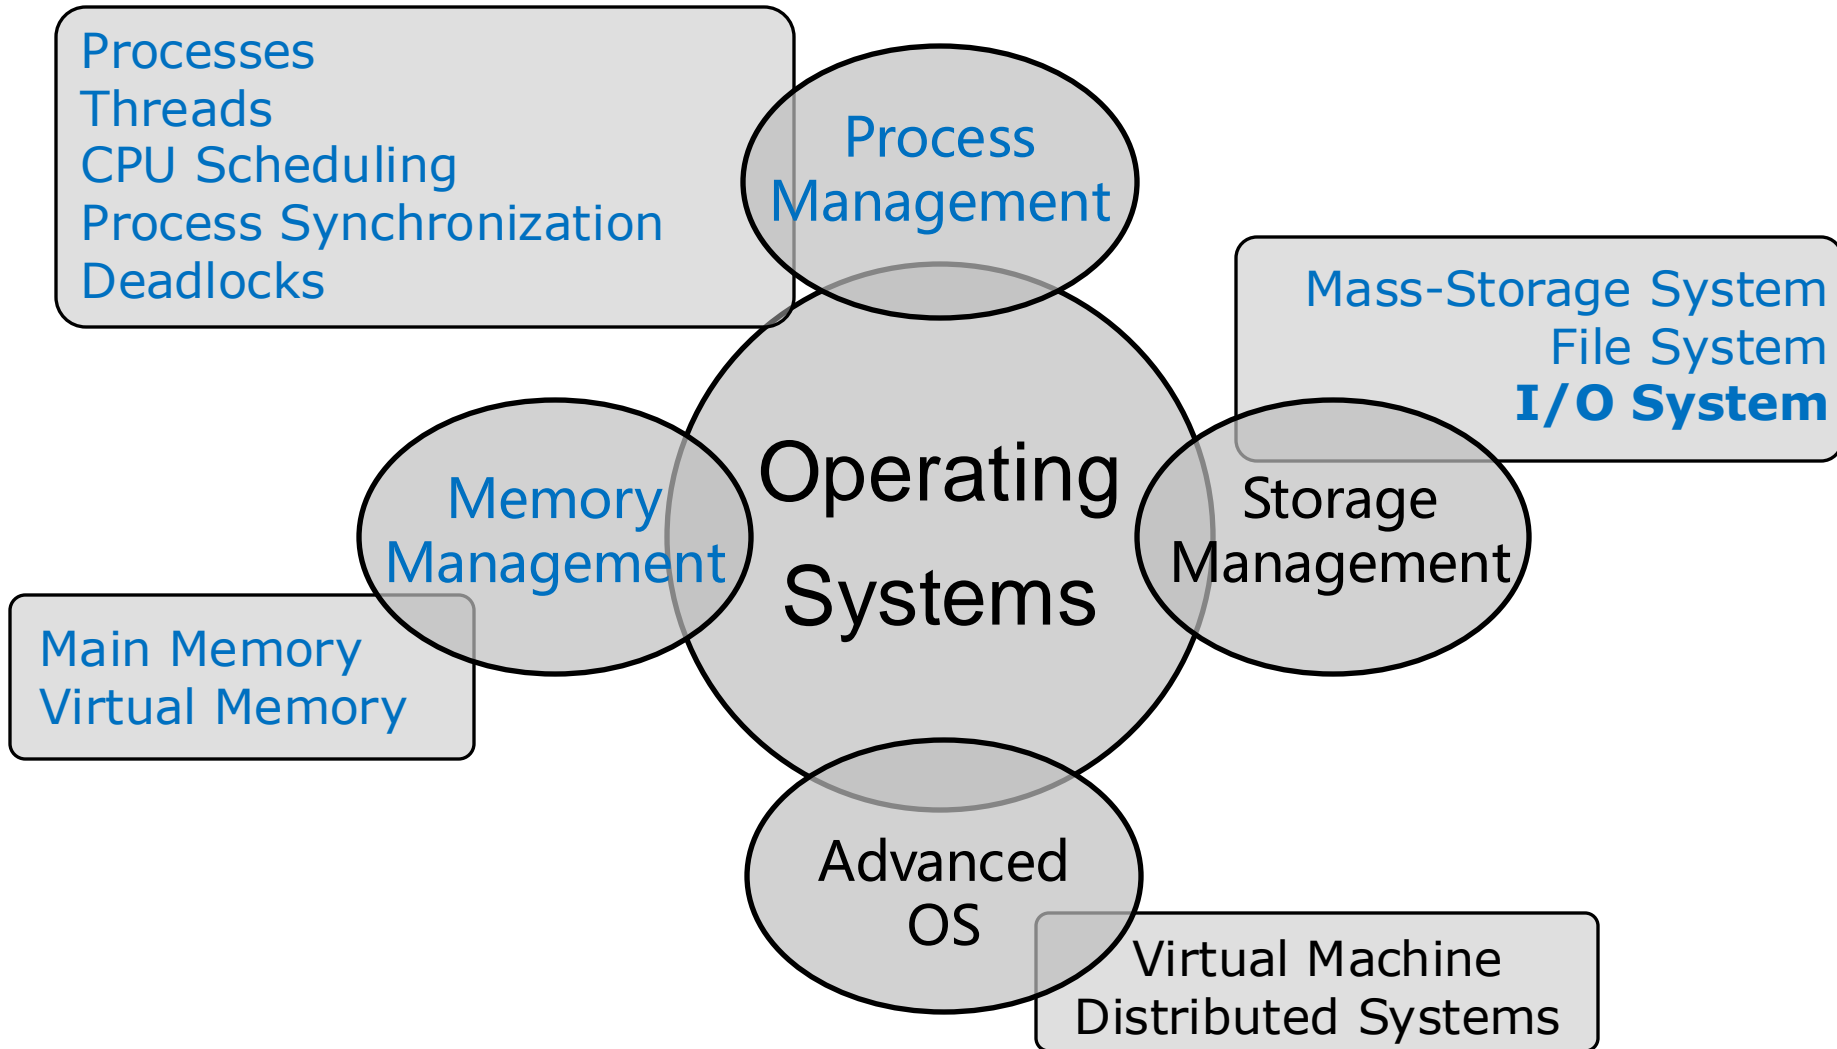 Processes
Threads
CPU Scheduling
Process Synchronization
Deadlocks
Process
Management
Mass-Storage System
File System
I/O System
Operating
Systems
Memory
Management
Storage
Management
Main Memory
Virtual Memory
Advanced
OS
Virtual Machine
Distributed Systems